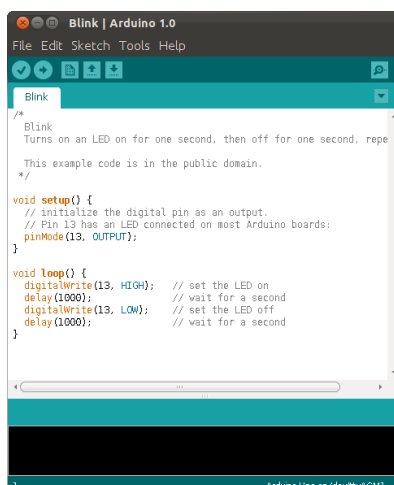 Blink | Arduino 1.0
File Edit Sketch Tools Help
Blink
/*
  Blink
  Turns on an LED on for one second, then off for one second, repe

  This example code is in the public domain.
 */

void setup() {
  // initialize the digital pin as an output.
  // Pin 13 has an LED connected on most Arduino boards:
  pinMode(13, OUTPUT);
}

void loop() {
  digitalWrite(13, HIGH);   // set the LED on
  delay(1000);              // wait for a second
  digitalWrite(13, LOW);    // set the LED off
  delay(1000);              // wait for a second
}
1